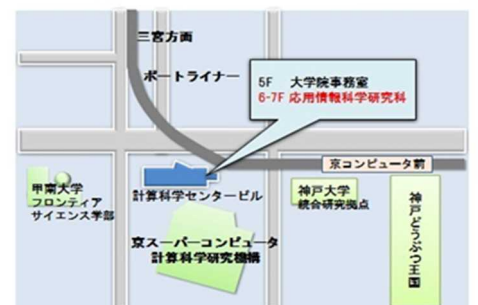 三宮方面
ポートライナー
5F 大学院事務室
6-7F 応用情報科学研究科
京コンピュータ前
甲南大学
フロンティア
サイエンス学部
計算科学センタービル
神戸大学
統合研究拠点
神戸どうぶつ王国
京スーパーコンピュータ
計算科学研究機構